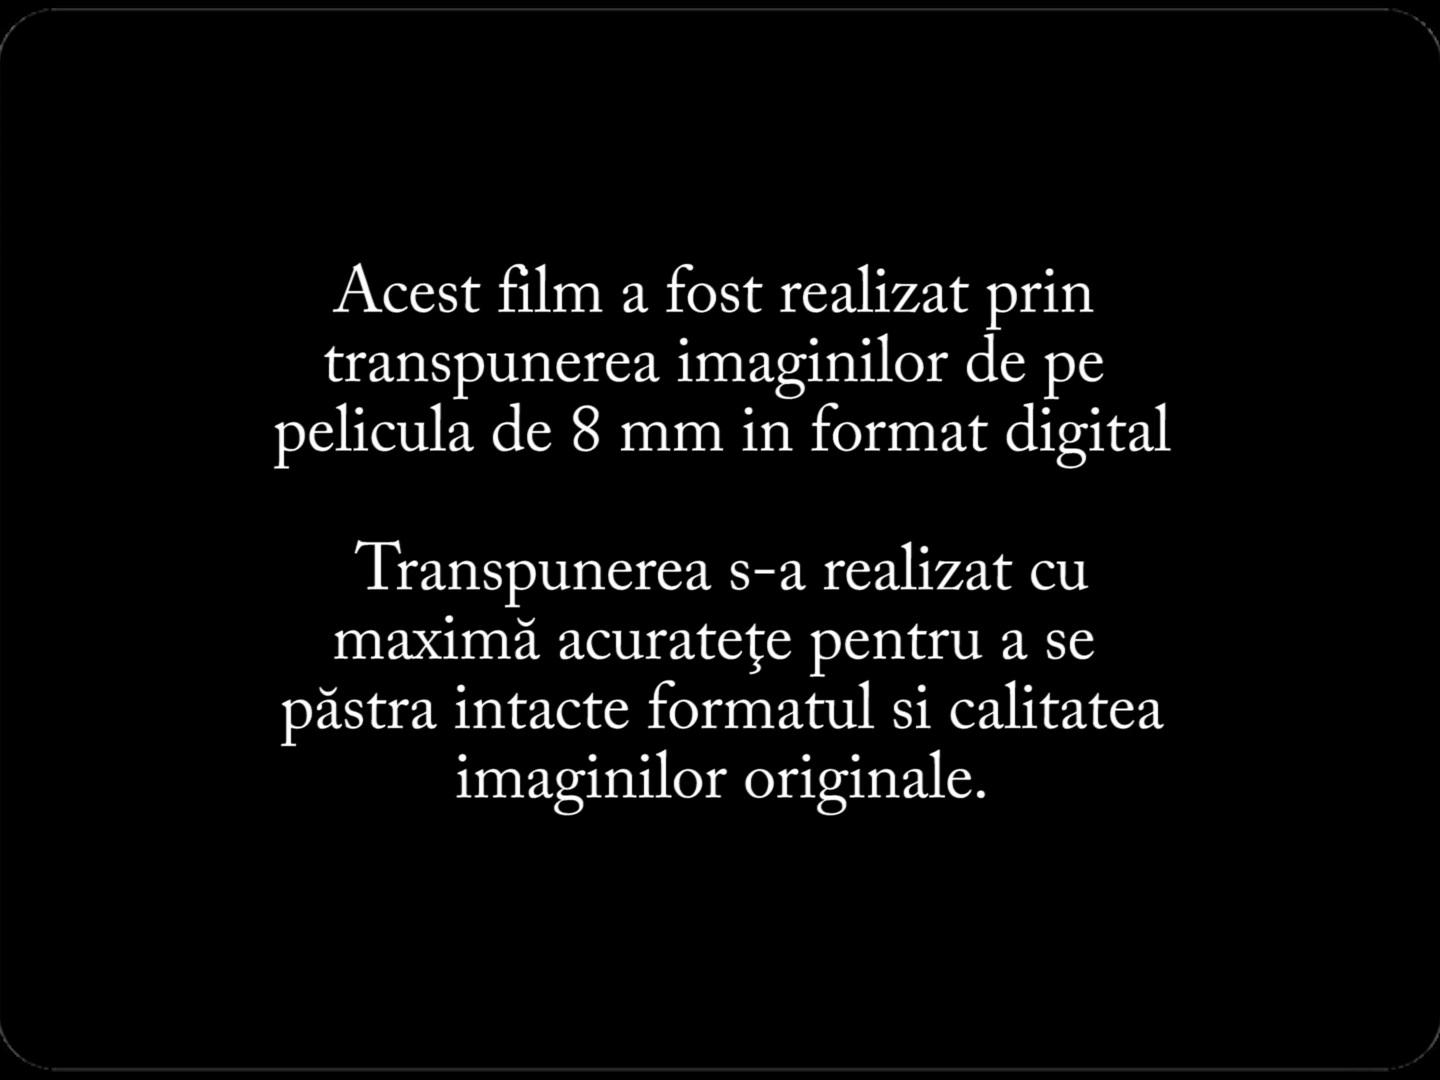 Acest film a fost realizat prin
transpunerea imaginilor de pe
pelicula de 8 mm in format digital
Transpunerea s-a realizat cu
maximă acurateţe pentru a se
păstra intacte formatul si calitatea
imaginilor originale.